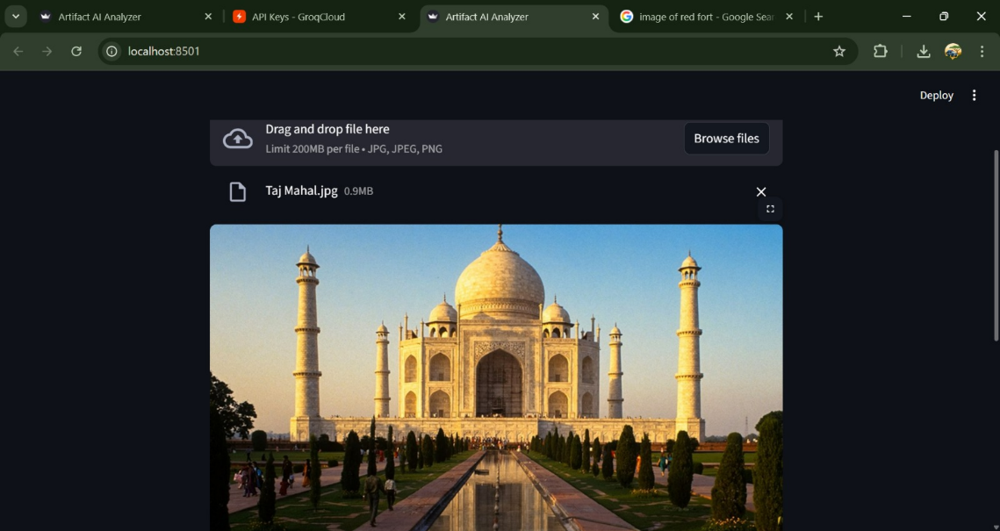 Artifact AI Analyzer
API Keys - GroqCloud
Artifact AI Analyzer
image of red fort - Google Sear
localhost:8501
Deploy
Drag and drop file here
Limit 200MB per file • JPG, JPEG, PNG
Browse files
Taj Mahal.jpg 0.9MB